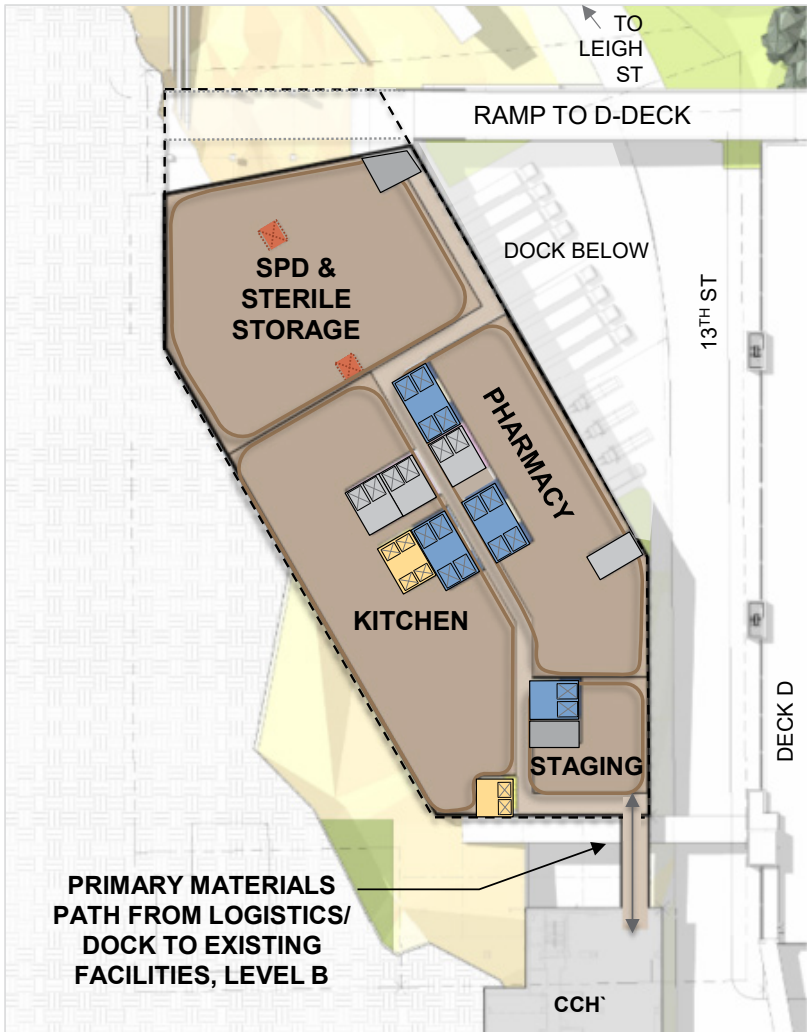 TO
LEIGH
ST
RAMP TO D-DECK
DOCK BELOW
13TH ST
SPD &
STERILE
STORAGE
PHARMACY
KITCHEN
DECK D
STAGING
PRIMARY MATERIALS
PATH FROM LOGISTICS/
DOCK TO EXISTING
FACILITIES, LEVEL B
CCH`